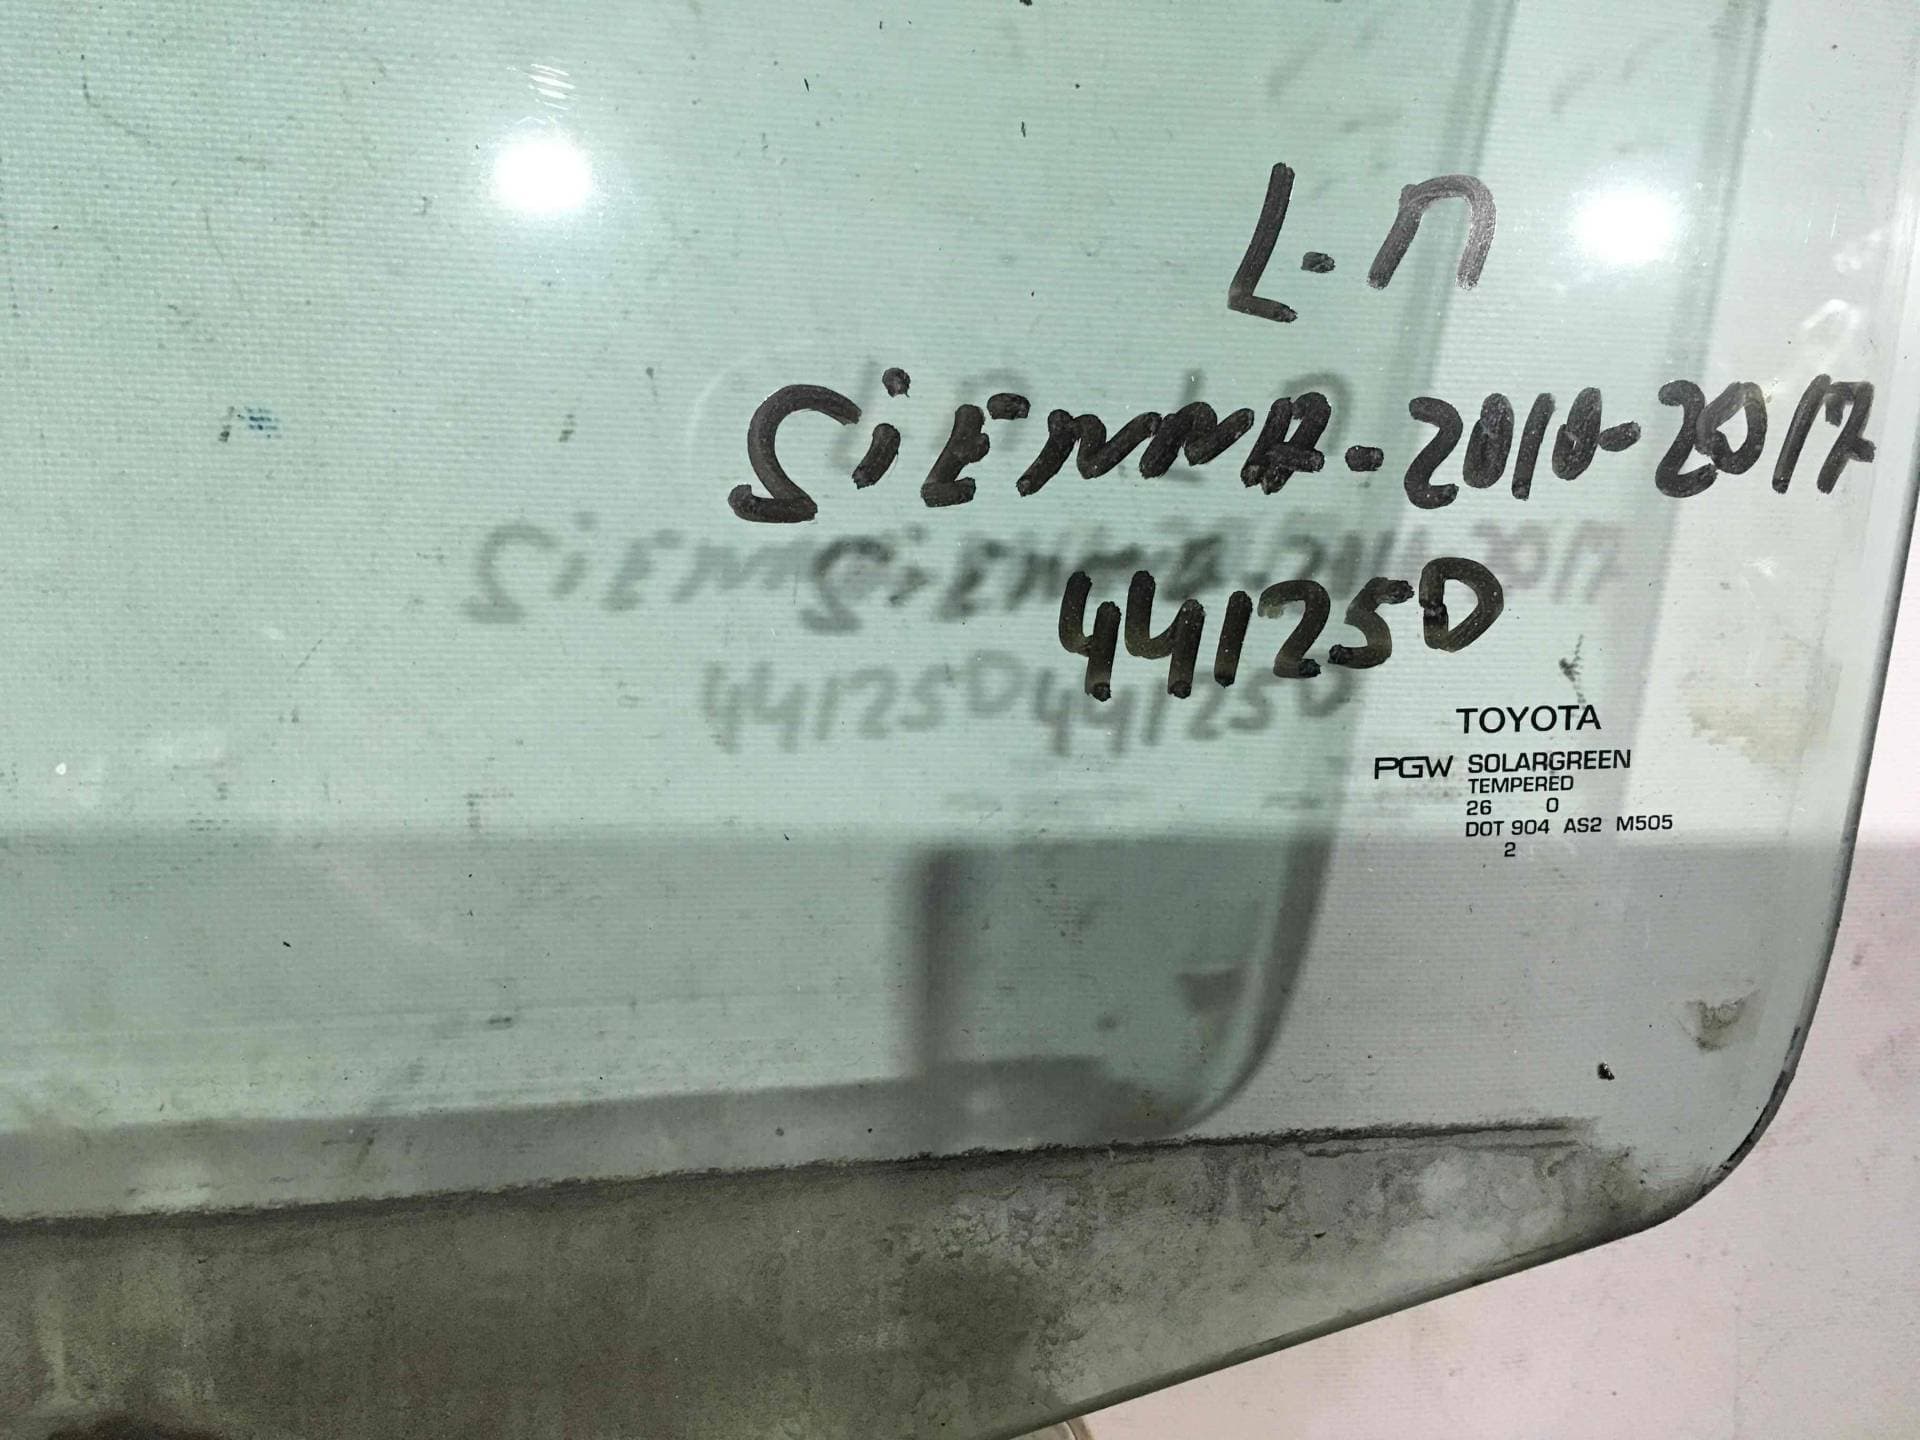 L-П
SiENNA-2010-2017
44125D
TOYOTA
PGW SOLARGREEN
TEMPERED
26 0
DOT 904 AS2 M505
2